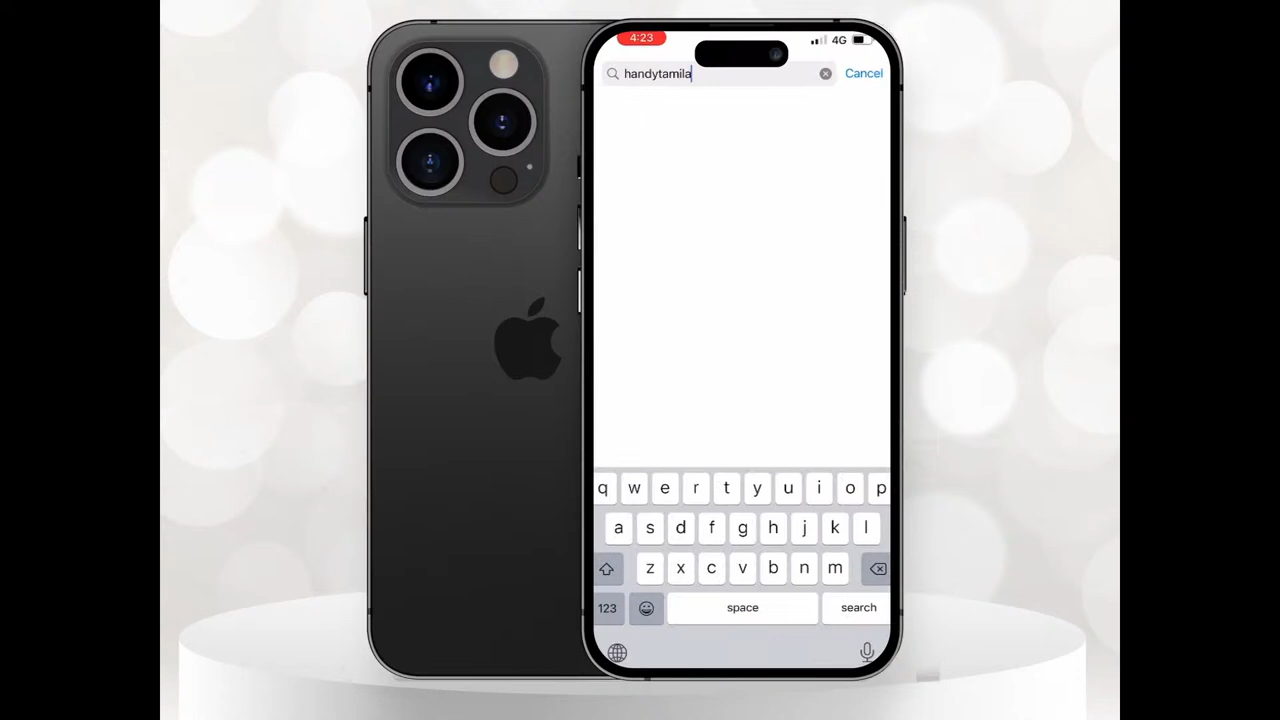 4:23
4G
handytamila
Cancel
q w e r t y u i o p
a s d f g h j k l
z x c v b n m
123 space search